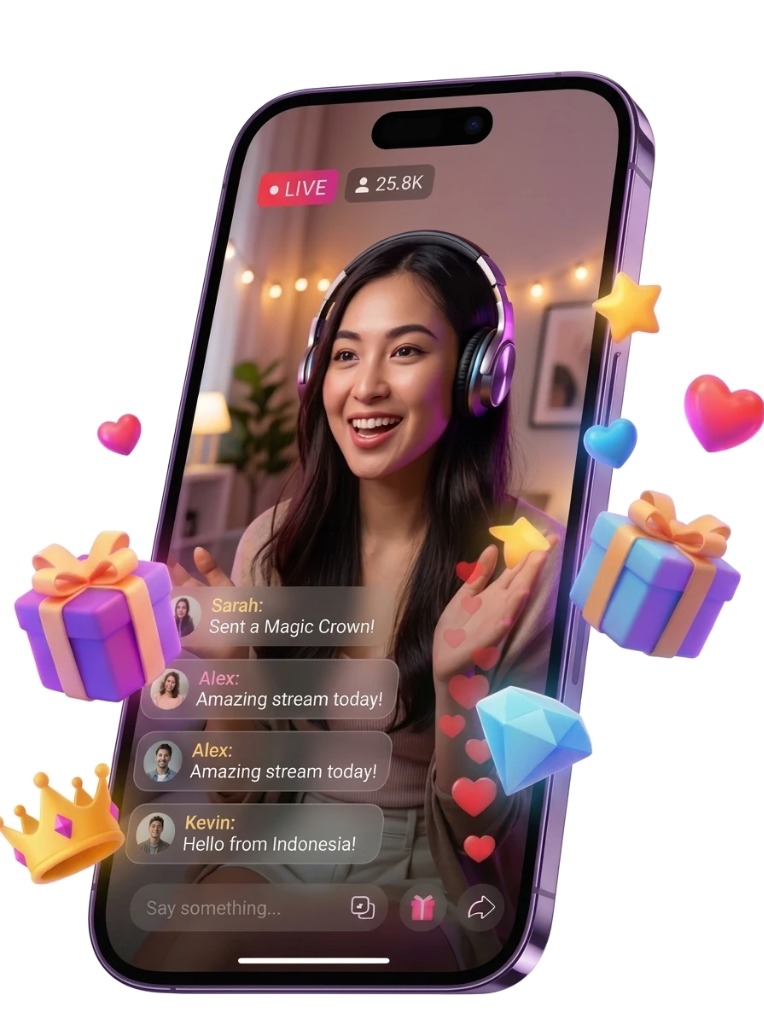 LIVE
25.8K
Sarah:
Sent a Magic Crown!
Alex:
Amazing stream today!
Alex:
Amazing stream today!
Kevin:
Hello from Indonesia!
Say something...